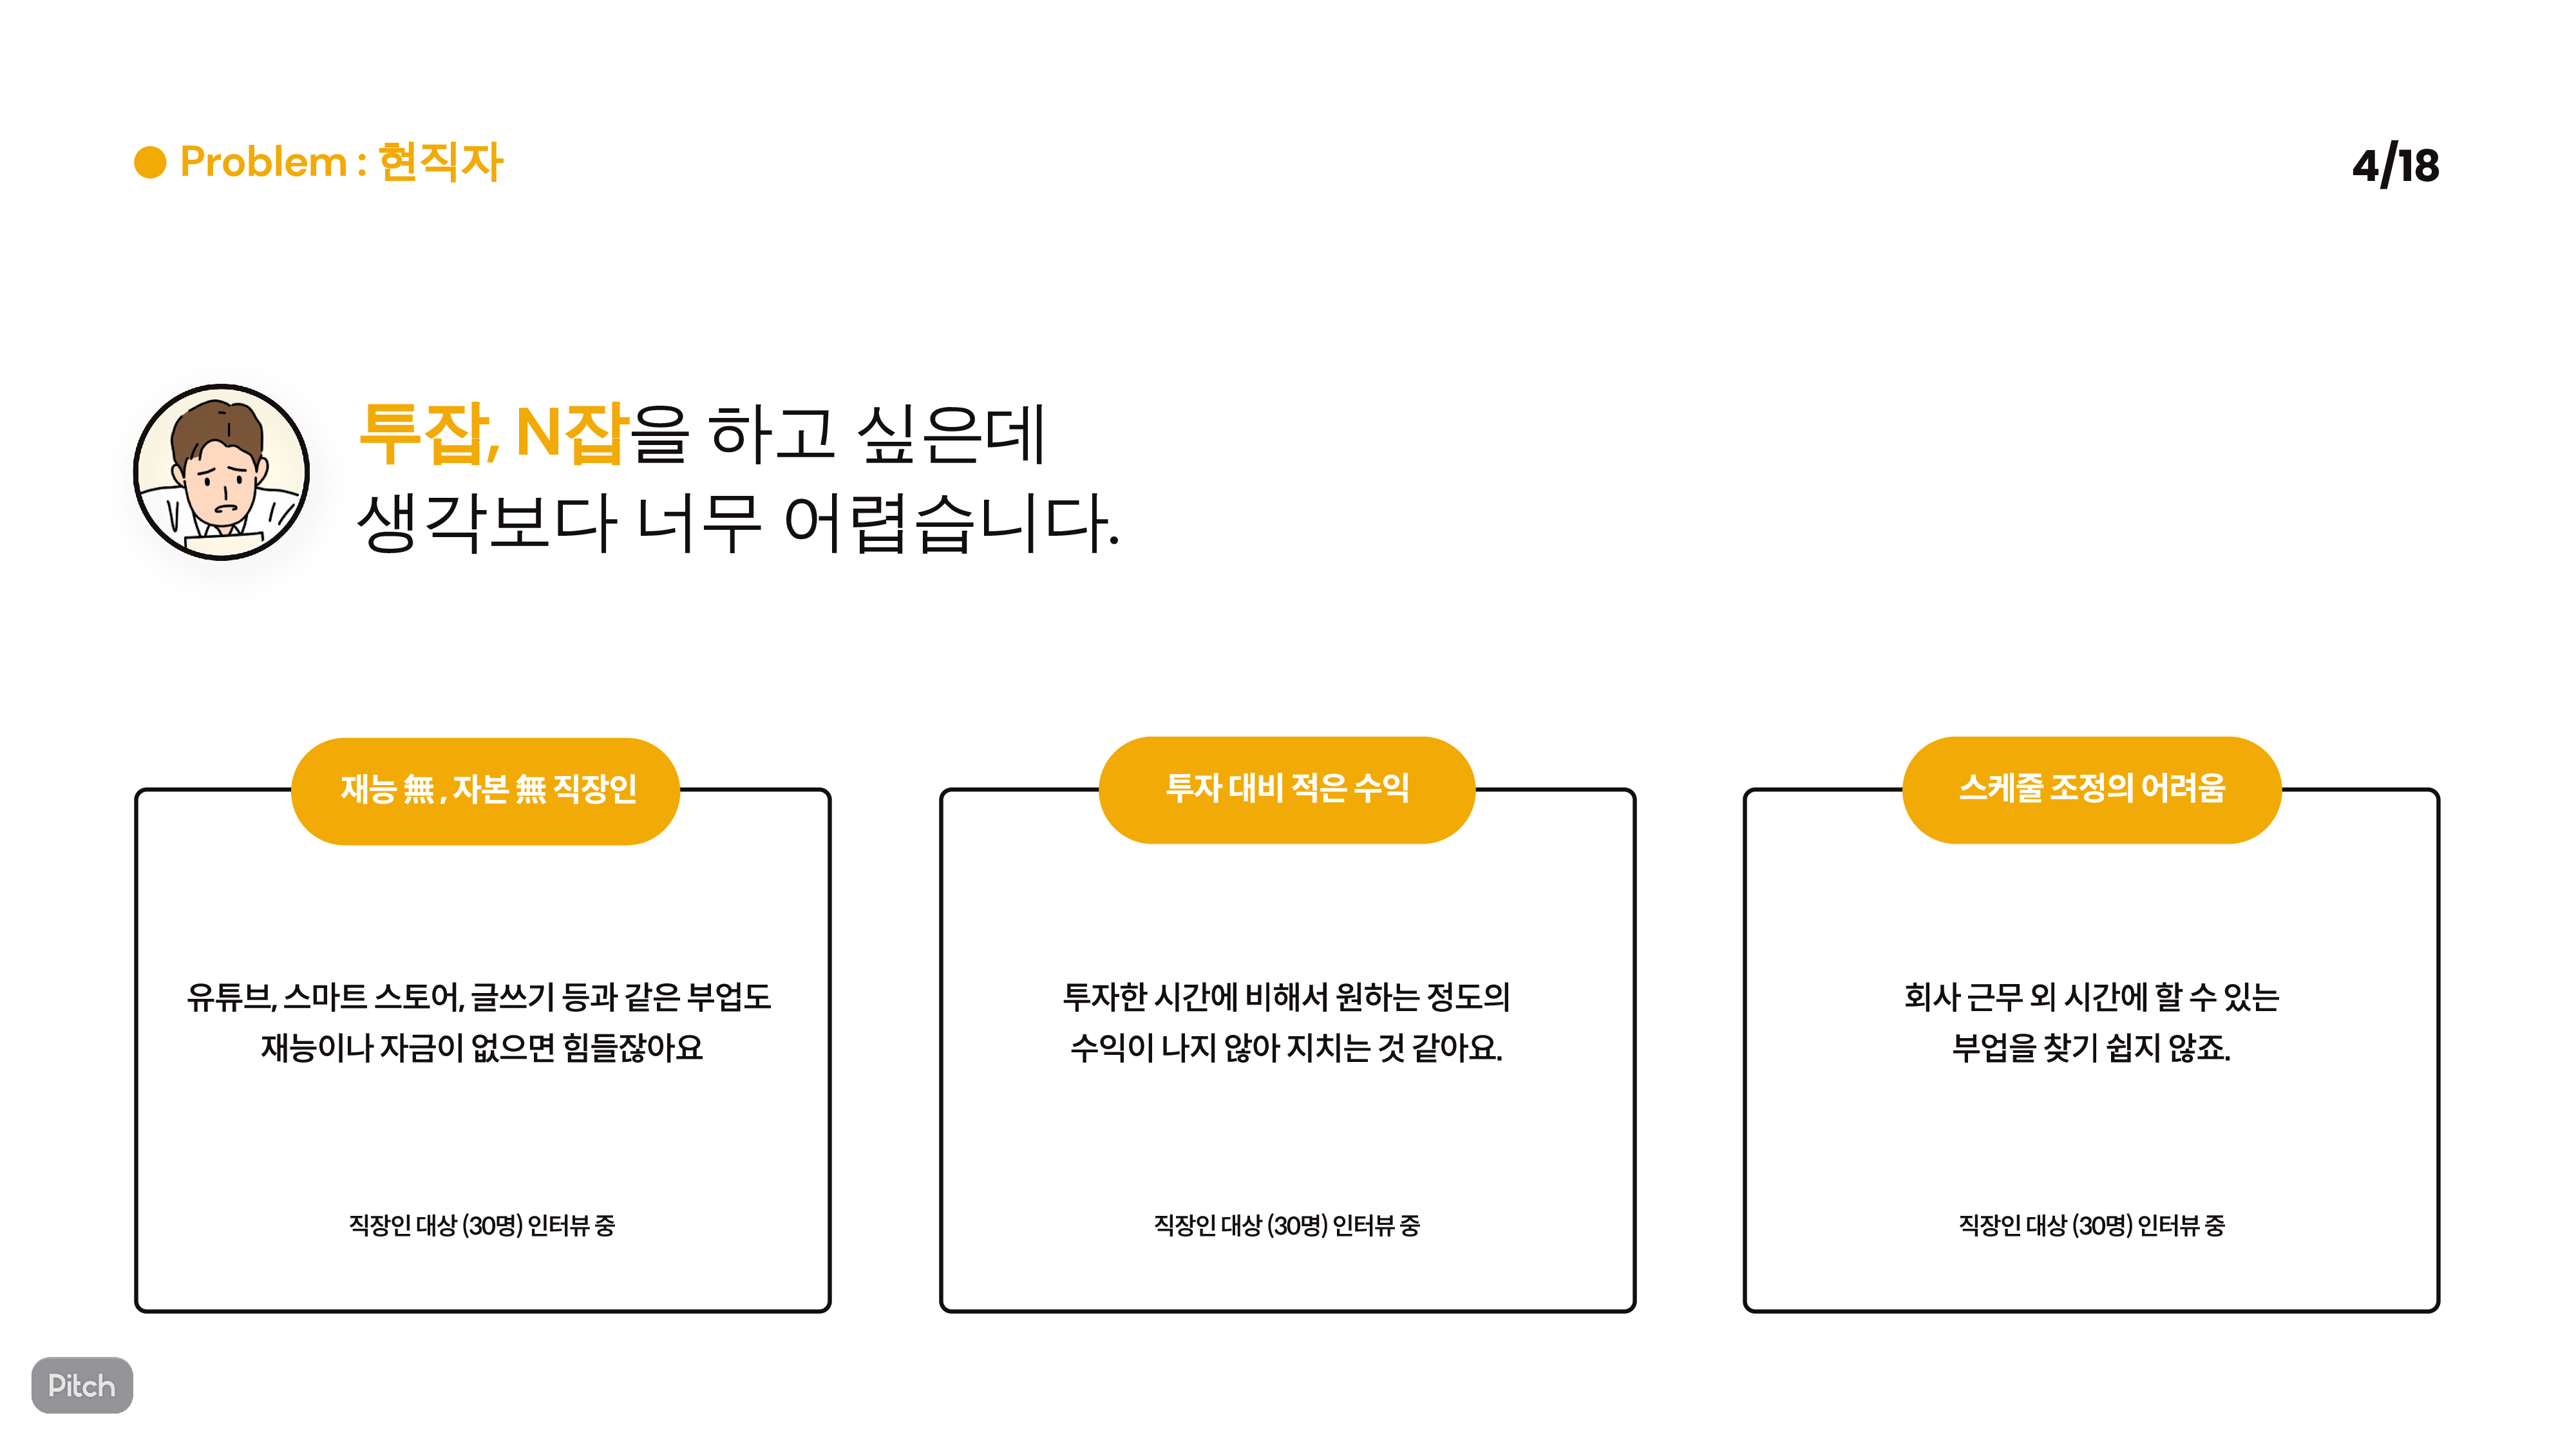 Problem : 현직자
4/18
투잡, N잡을 하고 싶은데
생각보다 너무 어렵습니다.
재능 無 , 자본 無 직장인
유튜브, 스마트 스토어, 글쓰기 등과 같은 부업도
재능이나 자금이 없으면 힘들잖아요
직장인 대상 (30명) 인터뷰 중
투자 대비 적은 수익
투자한 시간에 비해서 원하는 정도의
수익이 나지 않아 지치는 것 같아요.
직장인 대상 (30명) 인터뷰 중
스케줄 조정의 어려움
회사 근무 외 시간에 할 수 있는
부업을 찾기 쉽지 않죠.
직장인 대상 (30명) 인터뷰 중
Pitch